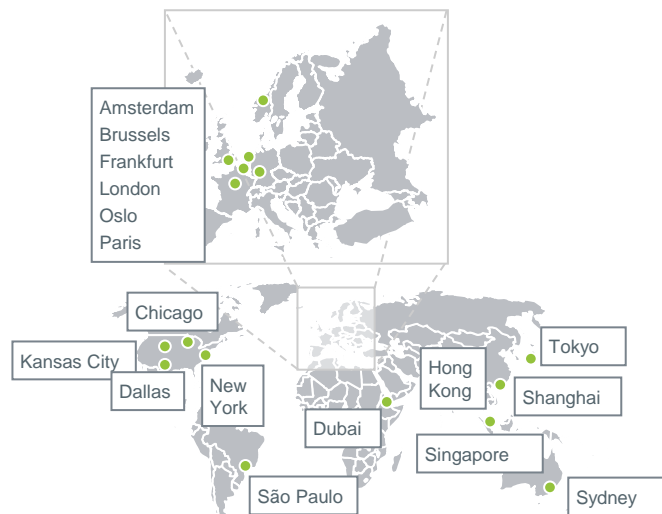 Amsterdam
Brussels
Frankfurt
London
Oslo
Paris
Chicago
Kansas City
Dallas
New
York
São Paulo
Dubai
Hong
Kong
Tokyo
Shanghai
Singapore
Sydney